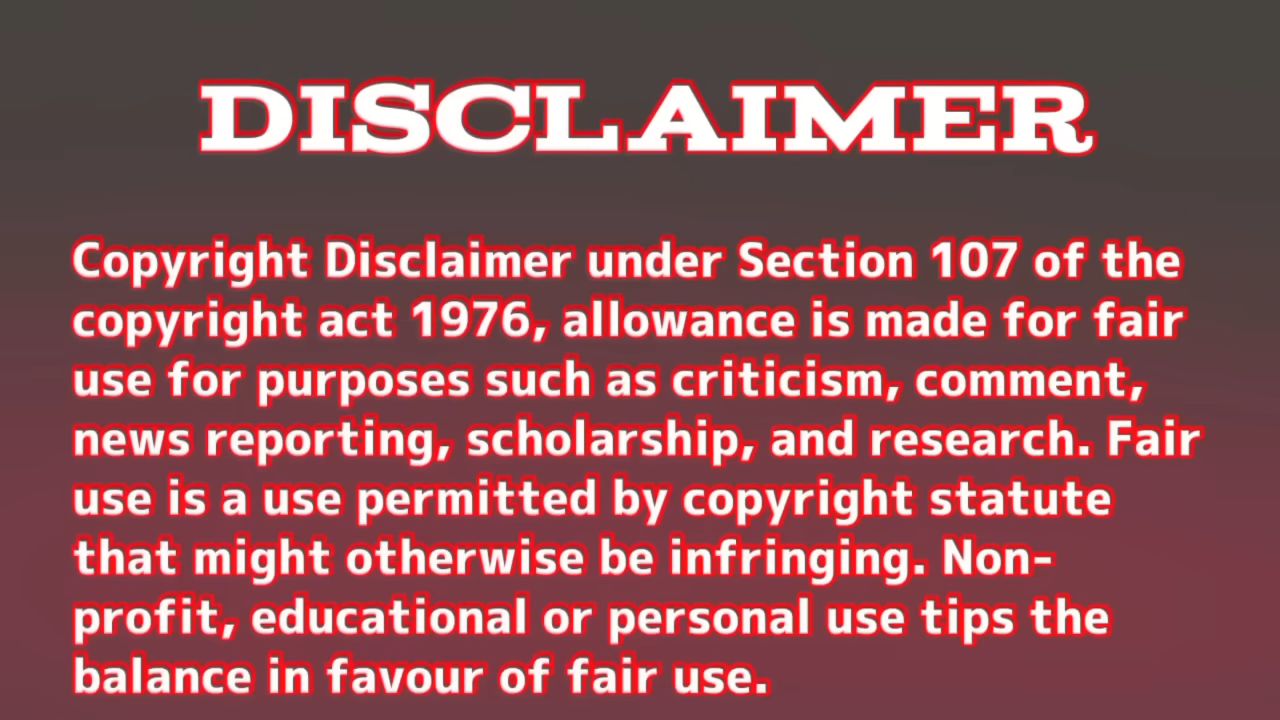 DISCLAIMER
Copyright Disclaimer under Section 107 of the
copyright act 1976, allowance is made for fair
use for purposes such as criticism, comment,
news reporting, scholarship, and research. Fair
use is a use permitted by copyright statute
that might otherwise be infringing. Non-
profit, educational or personal use tips the
balance in favour of fair use.